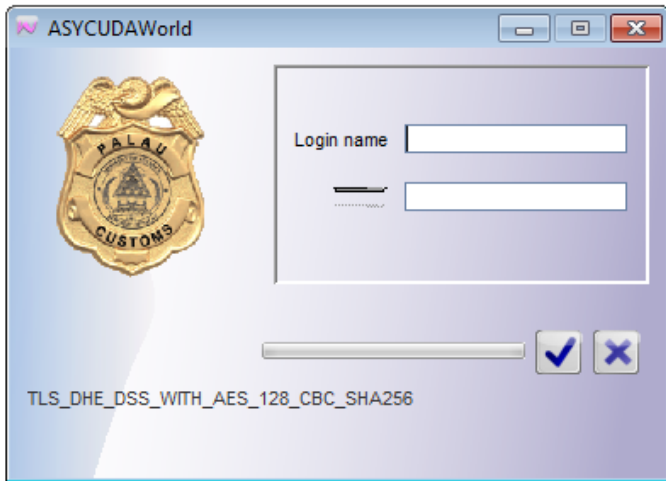 ASYCUDAWorld
PALAU
CUSTOMS
Login name
TLS_DHE_DSS_WITH_AES_128_CBC_SHA256